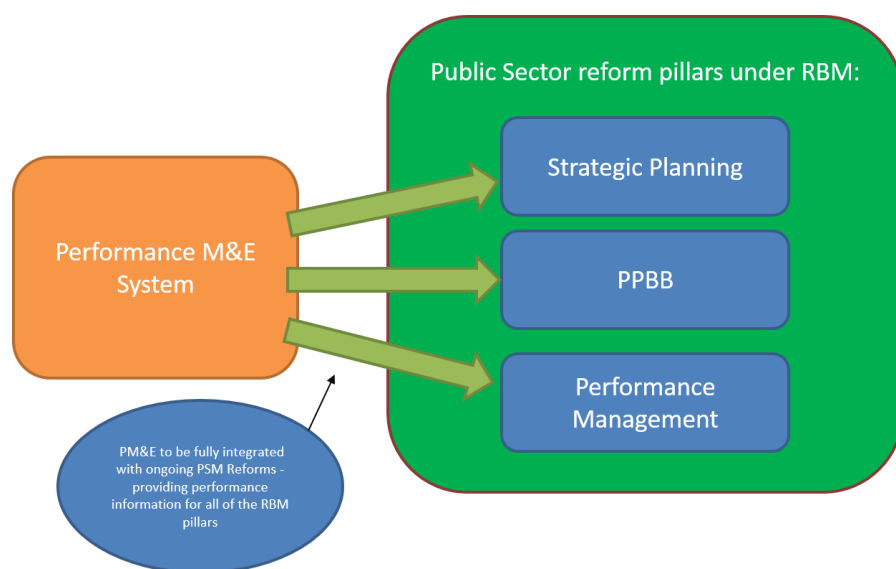 Public Sector reform pillars under RBM:
Strategic Planning
Performance M&E
System
PPBB
Performance
Management
PM&E to be fully integrated
with ongoing PSM Reforms -
providing performance
information for all of the RBM
pillars